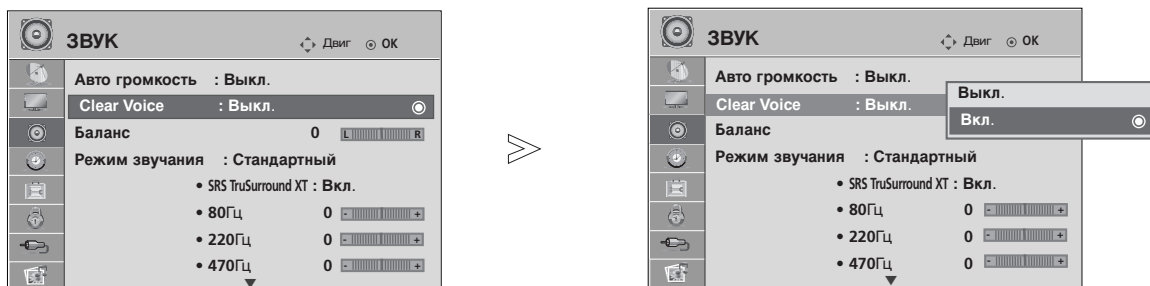 ЗВУК Двиг ОК
Авто громкость : Выкл.
Clear Voice : Выкл.
Баланс 0 L R
Режим звучания : Стандартный
• SRS TruSurround XT : Вкл.
• 80Гц 0 - +
• 220Гц 0 - +
• 470Гц 0 - +
ЗВУК Двиг ОК
Авто громкость : Выкл.
Clear Voice : Выкл.
Выкл.
Вкл.
Баланс
Режим звучания : Стандартный
• SRS TruSurround XT : Вкл.
• 80Гц 0 - +
• 220Гц 0 - +
• 470Гц 0 - +